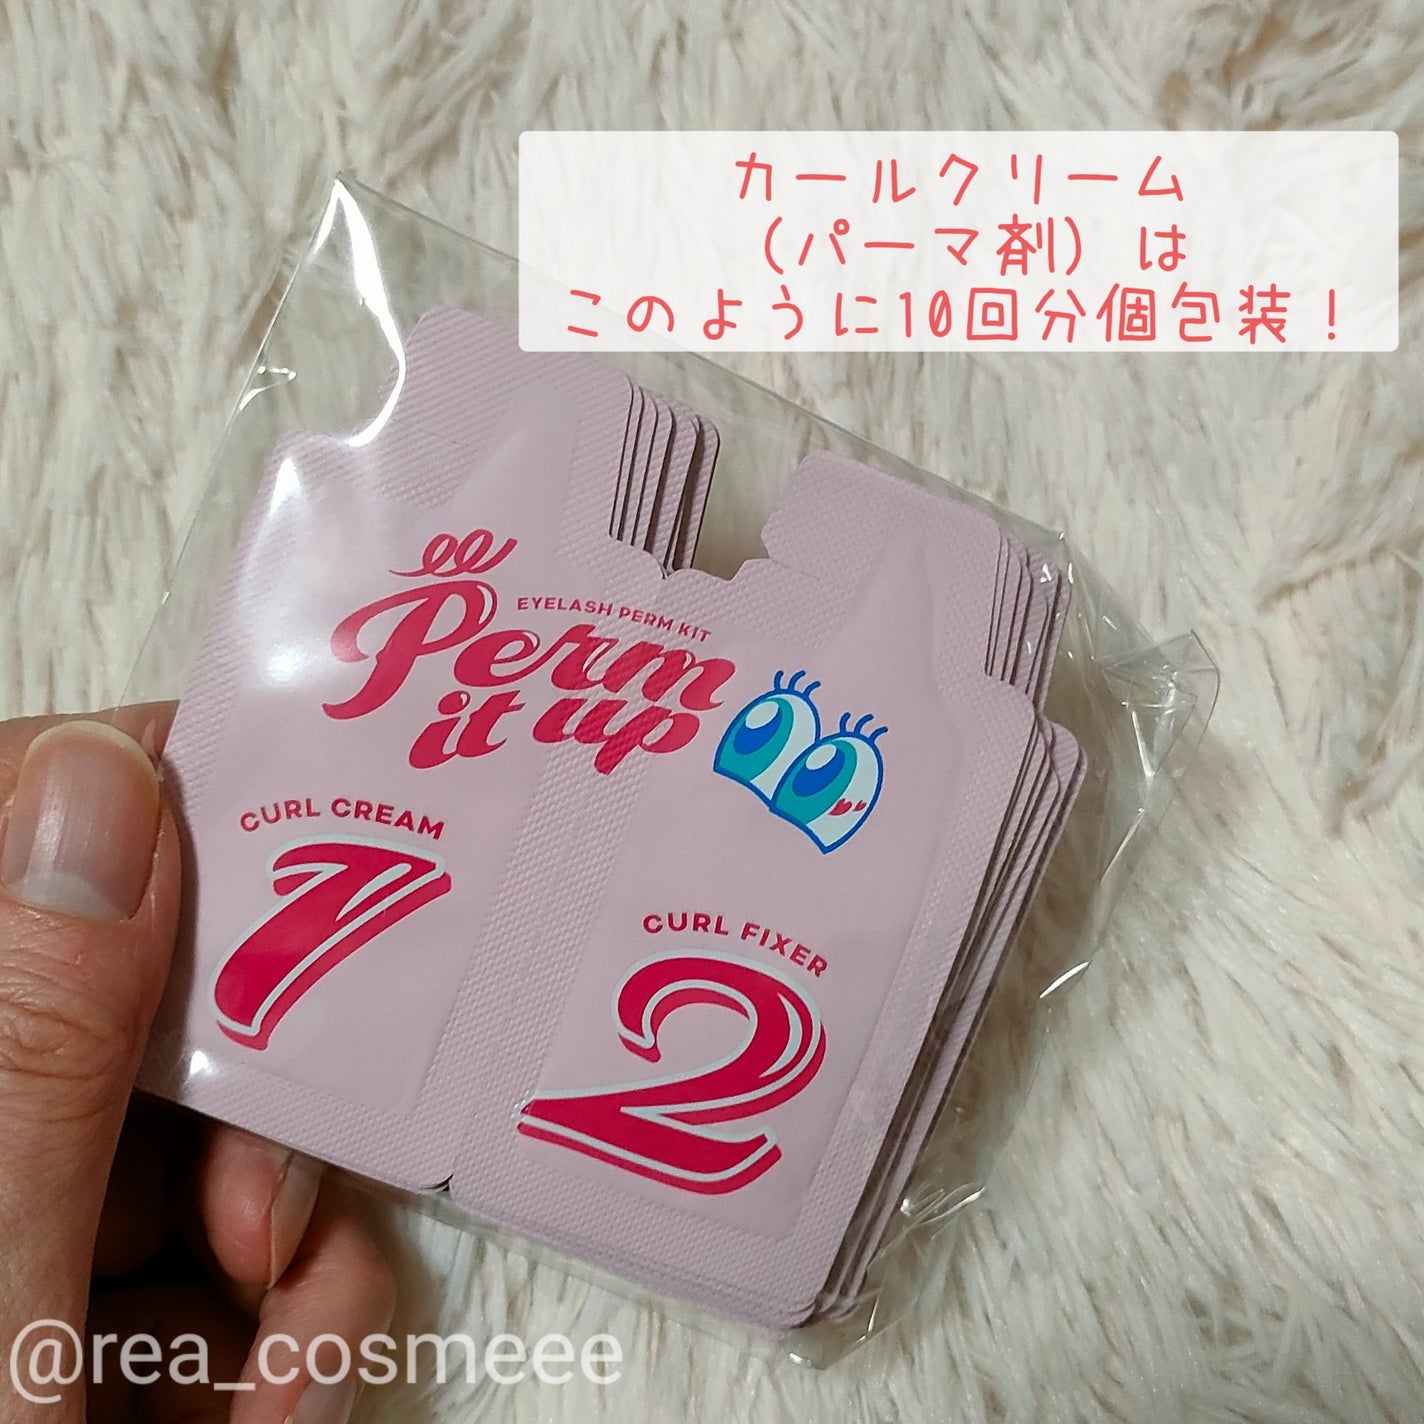 カールクリーム
（パーマ剤）は
このように10回分個包装！
EYELASH PERM KIT
Perm
it up
CURL CREAM
1
CURL FIXER
2
@rea_cosmeee